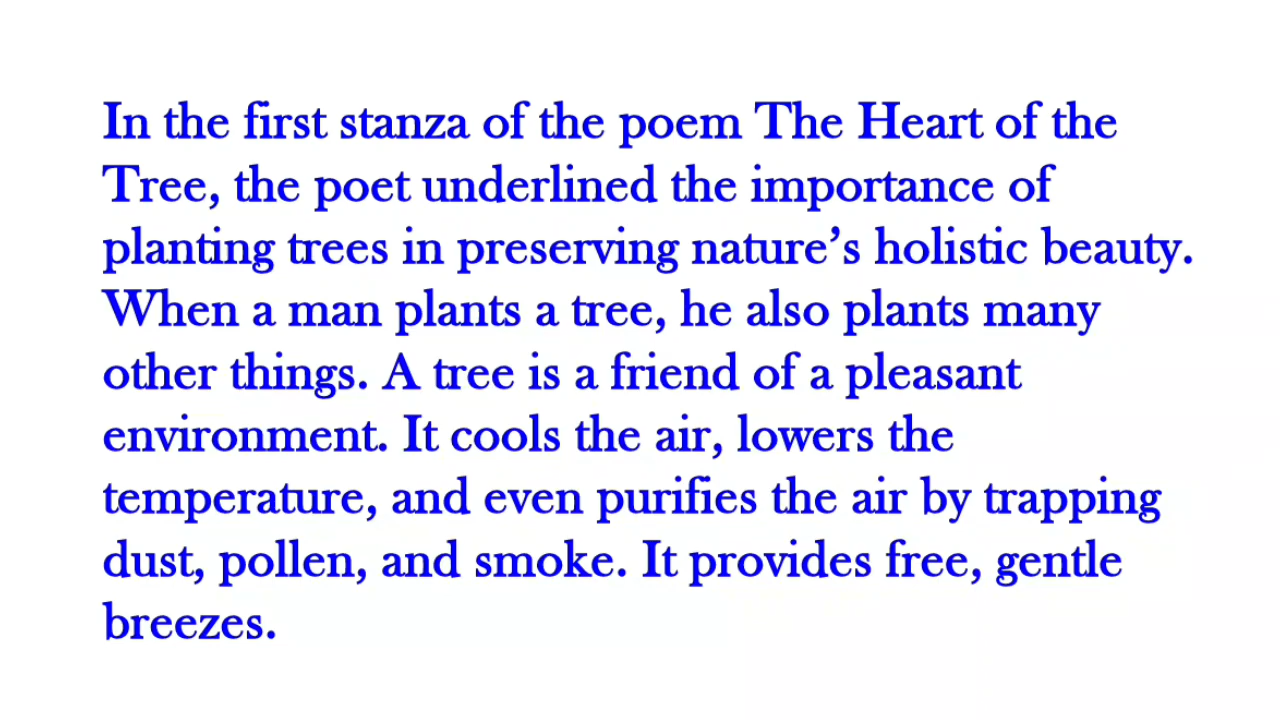 In the first stanza of the poem The Heart of the
Tree, the poet underlined the importance of
planting trees in preserving nature’s holistic beauty.
When a man plants a tree, he also plants many
other things. A tree is a friend of a pleasant
environment. It cools the air, lowers the
temperature, and even purifies the air by trapping
dust, pollen, and smoke. It provides free, gentle
breezes.